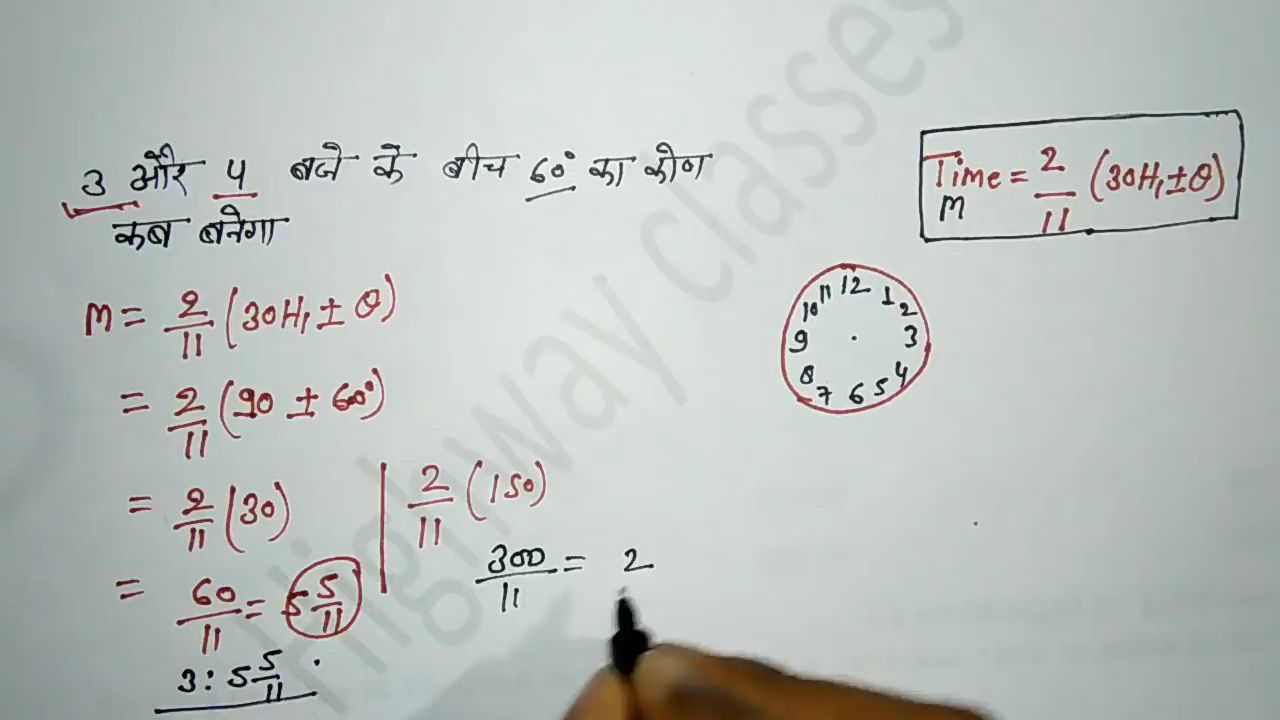 3 और 4 बजे के बीच 60° का कोण
कब बनेगा
Time = 2/11 (30H₁ ± θ)
M
M = 2/11 (30H₁ ± θ)
= 2/11 (90 ± 60°)
= 2/11 (30) | 2/11 (150)
= 60/11 = 5 5/11
300/11 = 2
3 : 5 5/11
12 1 2 3 4 5 6 7 8 9 10 11
Highway classes